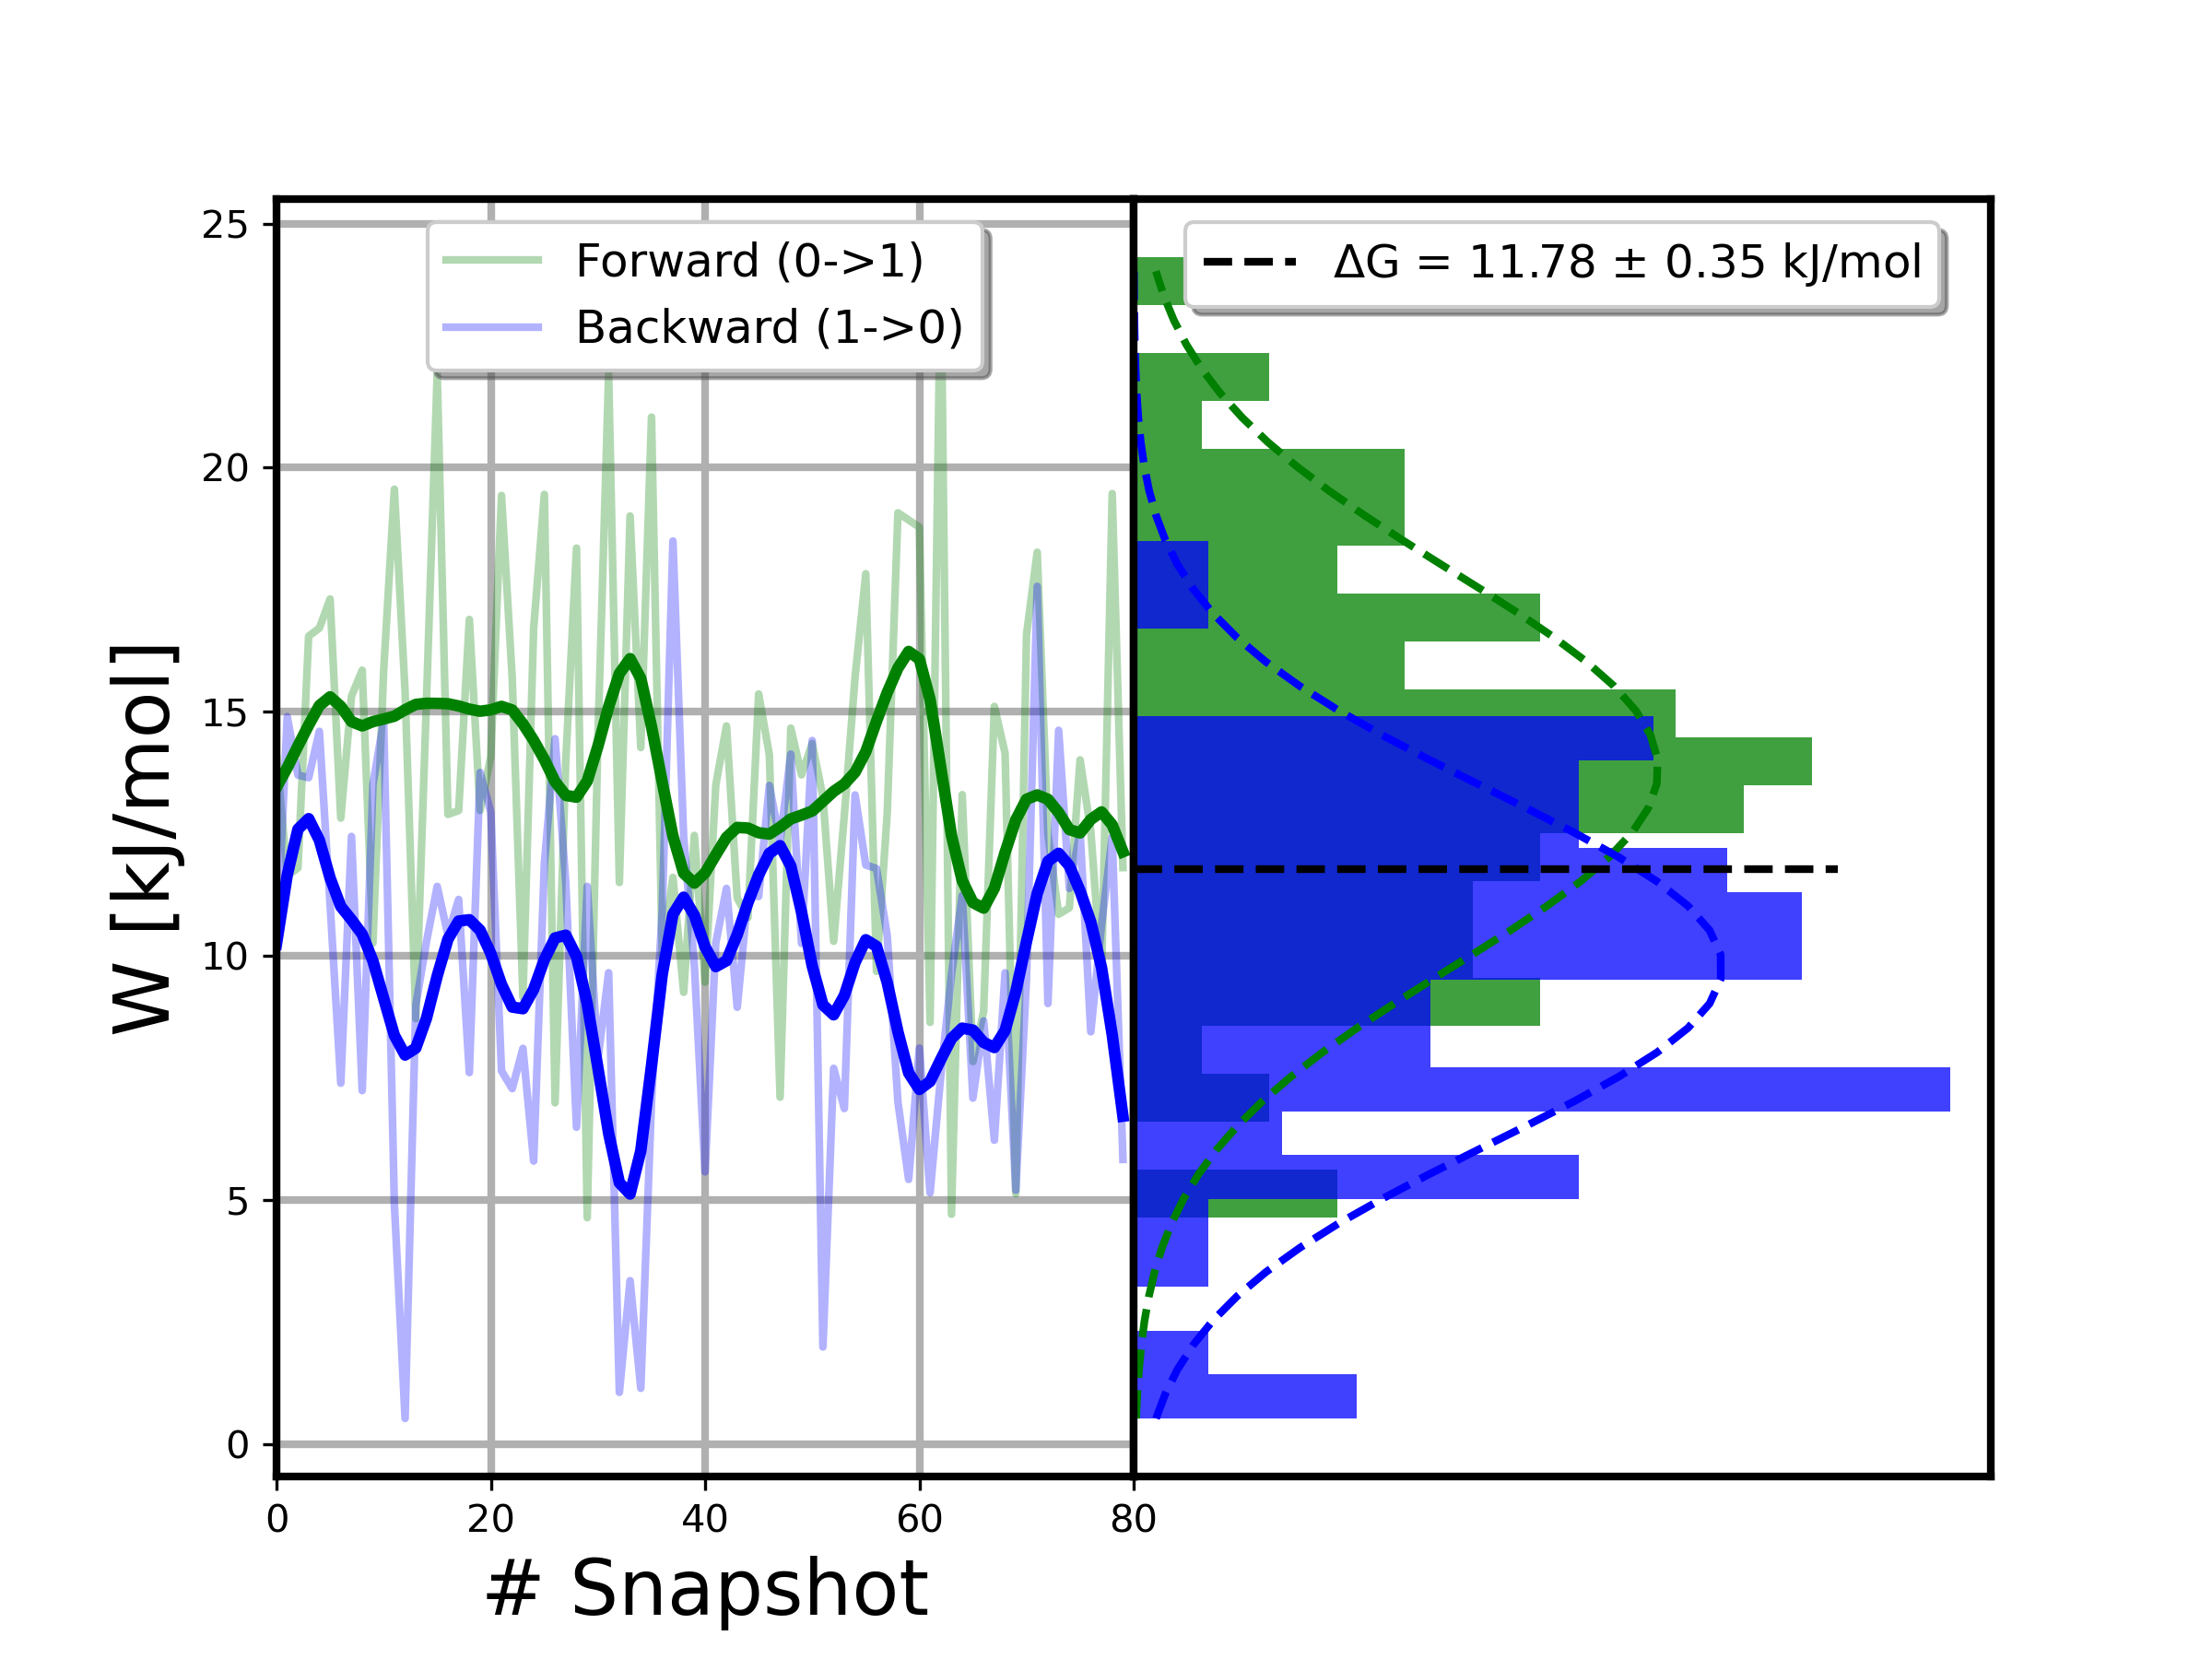 25
20
15
10
5
0
W [kJ/mol]
Forward (0->1)
Backward (1->0)
ΔG = 11.78 ± 0.35 kJ/mol
0 20 40 60 80
# Snapshot